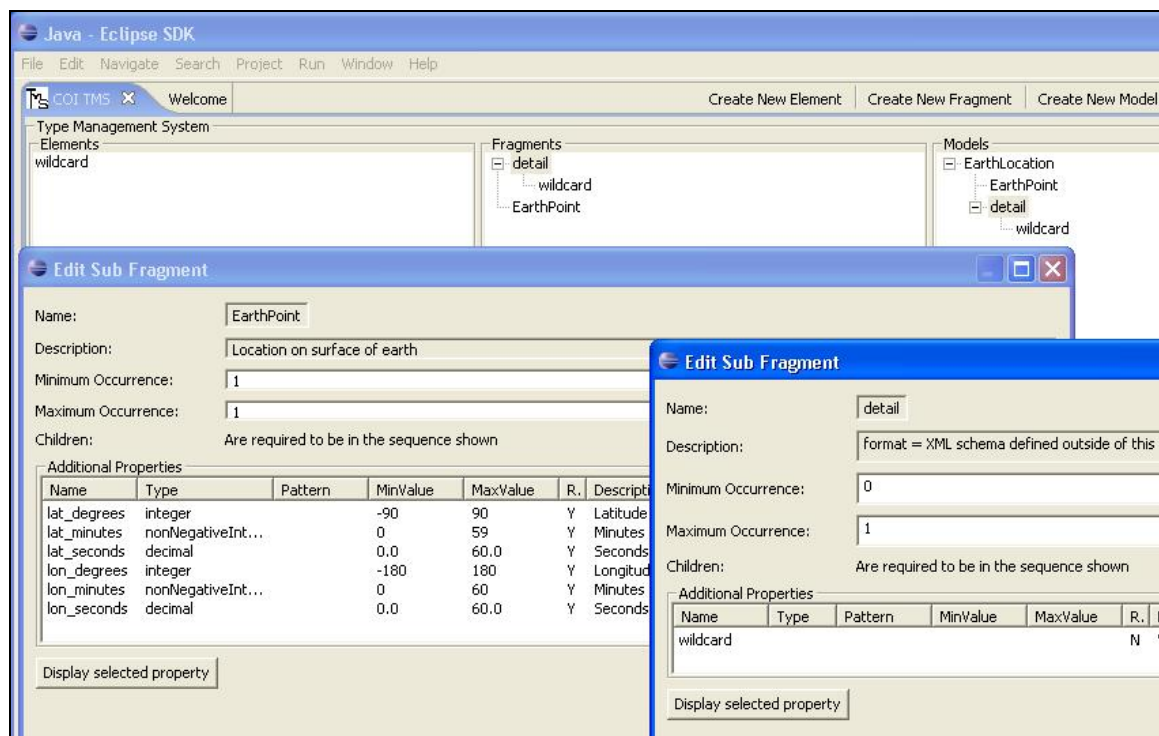 Java - Eclipse SDK
File Edit Navigate Search Project Run Window Help
TMS COI TMS Welcome Create New Element Create New Fragment Create New Model
Type Management System
Elements Fragments Models
wildcard detail EarthLocation
wildcard EarthPoint
EarthPoint detail
wildcard
Edit Sub Fragment
Name: EarthPoint
Description: Location on surface of earth
Minimum Occurrence: 1
Maximum Occurrence: 1
Children: Are required to be in the sequence shown
Additional Properties
Name Type Pattern MinValue MaxValue R. Descripti
lat_degrees integer -90 90 Y Latitude
lat_minutes nonNegativeInt... 0 59 Y Minutes
lat_seconds decimal 0.0 60.0 Y Seconds
lon_degrees integer -180 180 Y Longitud
lon_minutes nonNegativeInt... 0 60 Y Minutes
lon_seconds decimal 0.0 60.0 Y Seconds
Display selected property
Edit Sub Fragment
Name: detail
Description: format = XML schema defined outside of this
Minimum Occurrence: 0
Maximum Occurrence: 1
Children: Are required to be in the sequence shown
Additional Properties
Name Type Pattern MinValue MaxValue R.
wildcard N
Display selected property